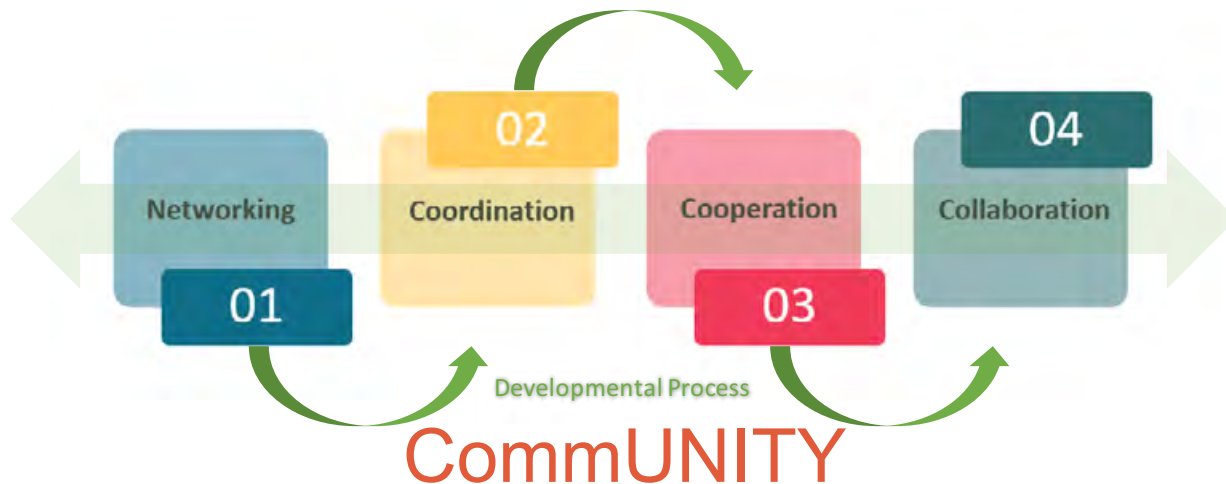 02
04
Networking
Coordination
Cooperation
Collaboration
01
03
Developmental Process
CommUNITY